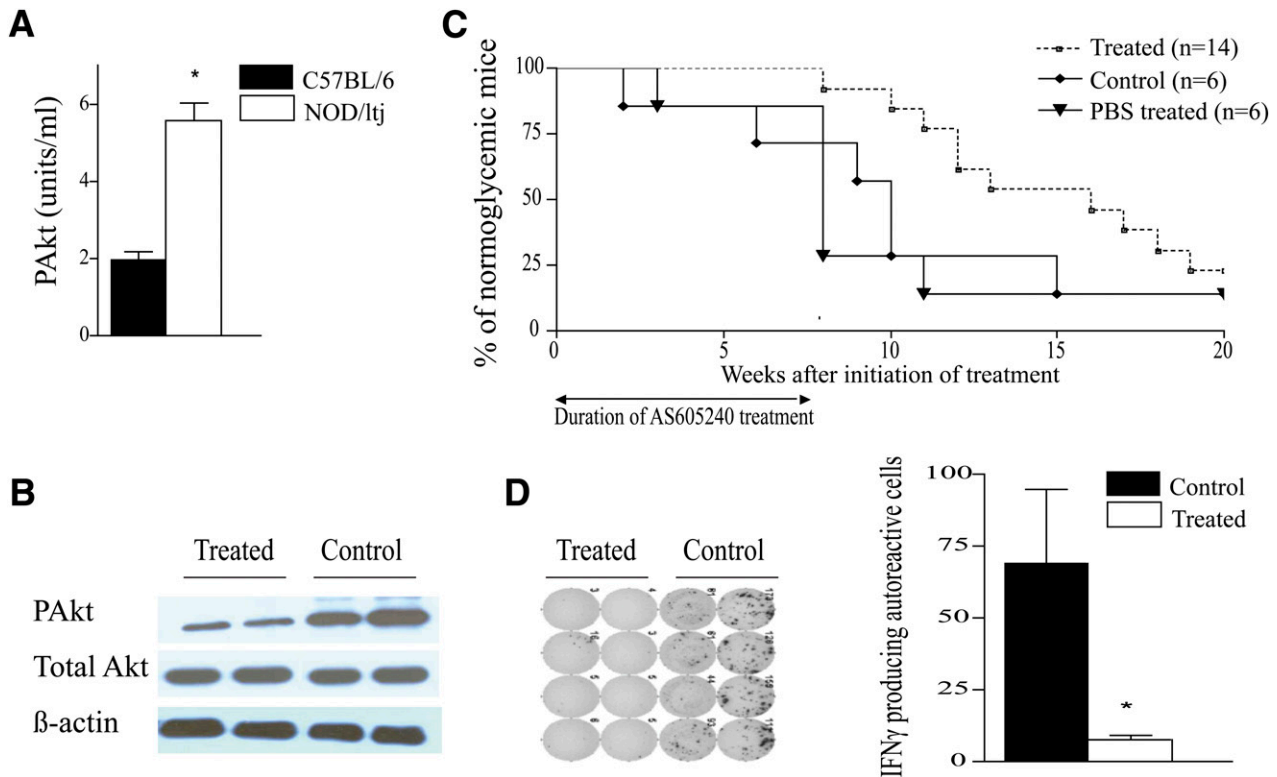 A
PAkt (units/ml)
6
4
2
0
*
C57BL/6
NOD/ltj
C
% of normoglycemic mice
100
75
50
25
0
0 5 10 15 20
Weeks after initiation of treatment
Duration of AS605240 treatment
Treated (n=14)
Control (n=6)
PBS treated (n=6)
B
Treated Control
PAkt
Total Akt
ß-actin
D
Treated Control
IFNγ producing autoreactive cells
100
75
50
25
0
*
Control
Treated